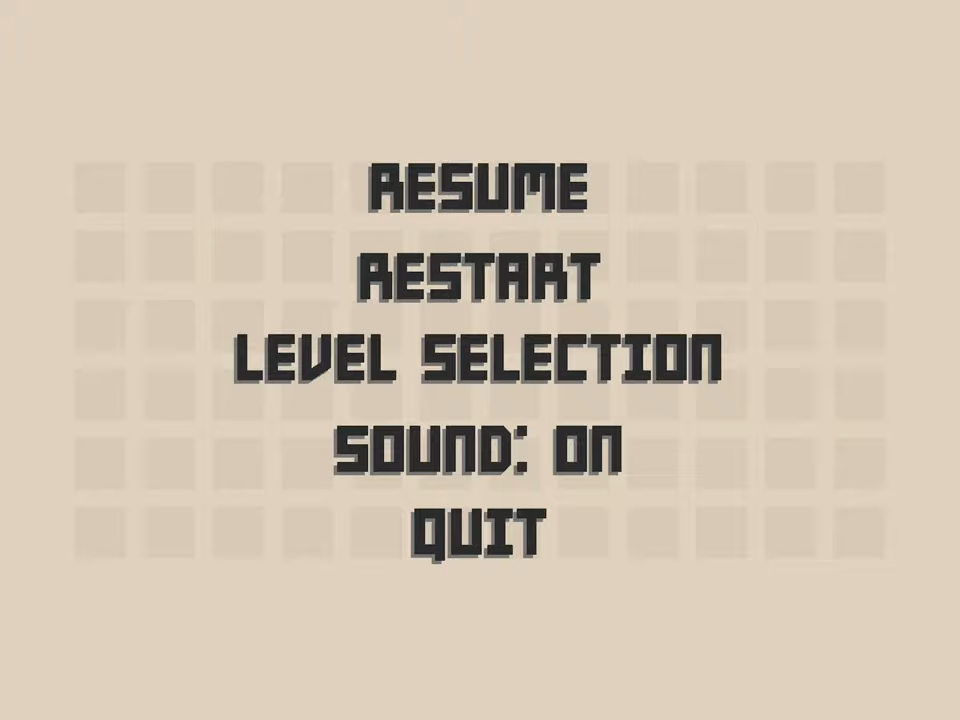 RESUME
RESTART
LEVEL SELECTION
SOUND: ON
QUIT